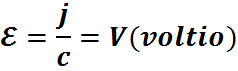 ℰ = j/c = V(voltio)